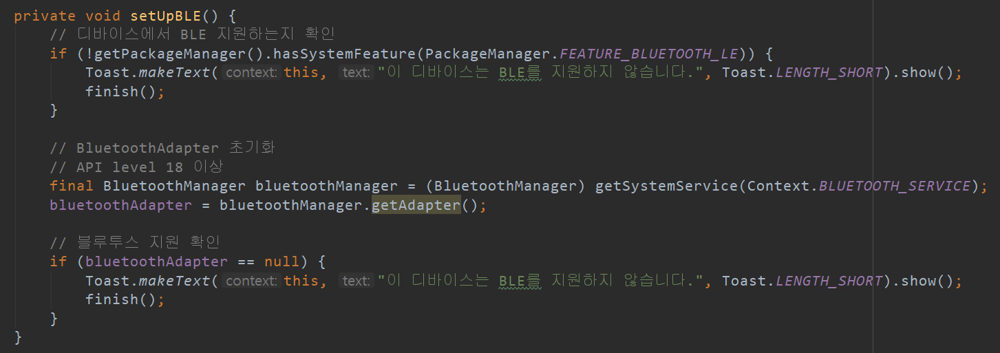 private void setUpBLE() {
// 디바이스에서 BLE 지원하는지 확인
if (!getPackageManager().hasSystemFeature(PackageManager.FEATURE_BLUETOOTH_LE)) {
Toast.makeText( context: this, text: "이 디바이스는 BLE를 지원하지 않습니다.", Toast.LENGTH_SHORT).show();
finish();
}
// BluetoothAdapter 초기화
// API level 18 이상
final BluetoothManager bluetoothManager = (BluetoothManager) getSystemService(Context.BLUETOOTH_SERVICE);
bluetoothAdapter = bluetoothManager.getAdapter();
// 블루투스 지원 확인
if (bluetoothAdapter == null) {
Toast.makeText( context: this, text: "이 디바이스는 BLE를 지원하지 않습니다.", Toast.LENGTH_SHORT).show();
finish();
}
}